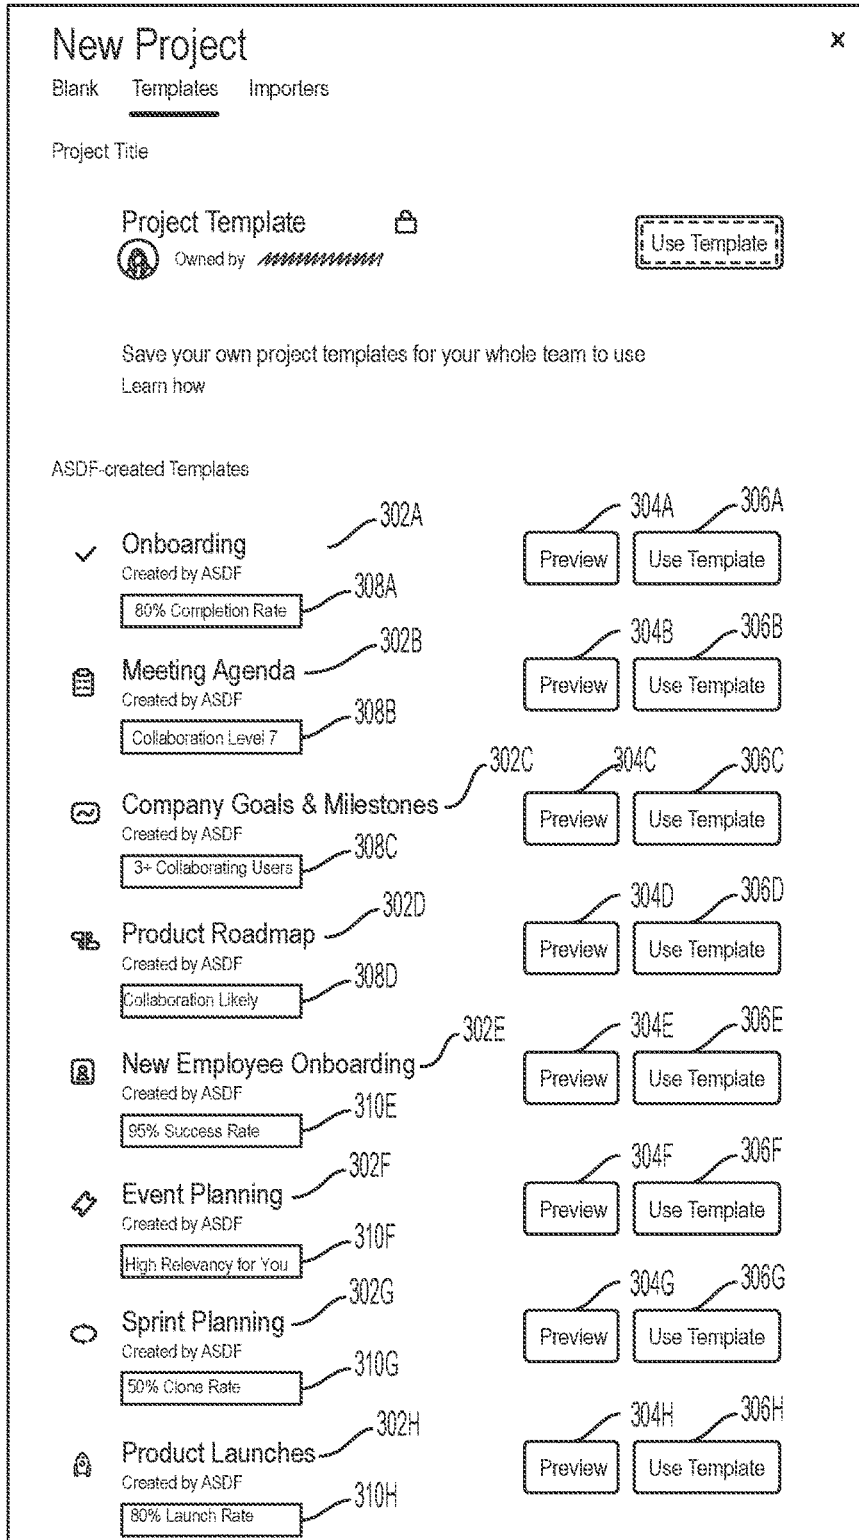 New Project
x
Blank Templates Importers
Project Title
Project Template
Use Template
Owned by
Save your own project templates for your whole team to use
Learn how
ASDF-created Templates
302A 304A 306A
Onboarding Preview Use Template
Created by ASDF
308A
80% Completion Rate
302B 304B 306B
Meeting Agenda Preview Use Template
Created by ASDF
308B
Collaboration Level 7
302C 304C 306C
Company Goals & Milestones Preview Use Template
Created by ASDF
308C
3+ Collaborating Users
302D 304D 306D
Product Roadmap Preview Use Template
Created by ASDF
308D
Collaboration Likely
302E 304E 306E
New Employee Onboarding Preview Use Template
Created by ASDF
310E
95% Success Rate
302F 304F 306F
Event Planning Preview Use Template
Created by ASDF
310F
High Relevancy for You
302G 304G 306G
Sprint Planning Preview Use Template
Created by ASDF
310G
50% Clone Rate
302H 304H 306H
Product Launches Preview Use Template
Created by ASDF
310H
80% Launch Rate